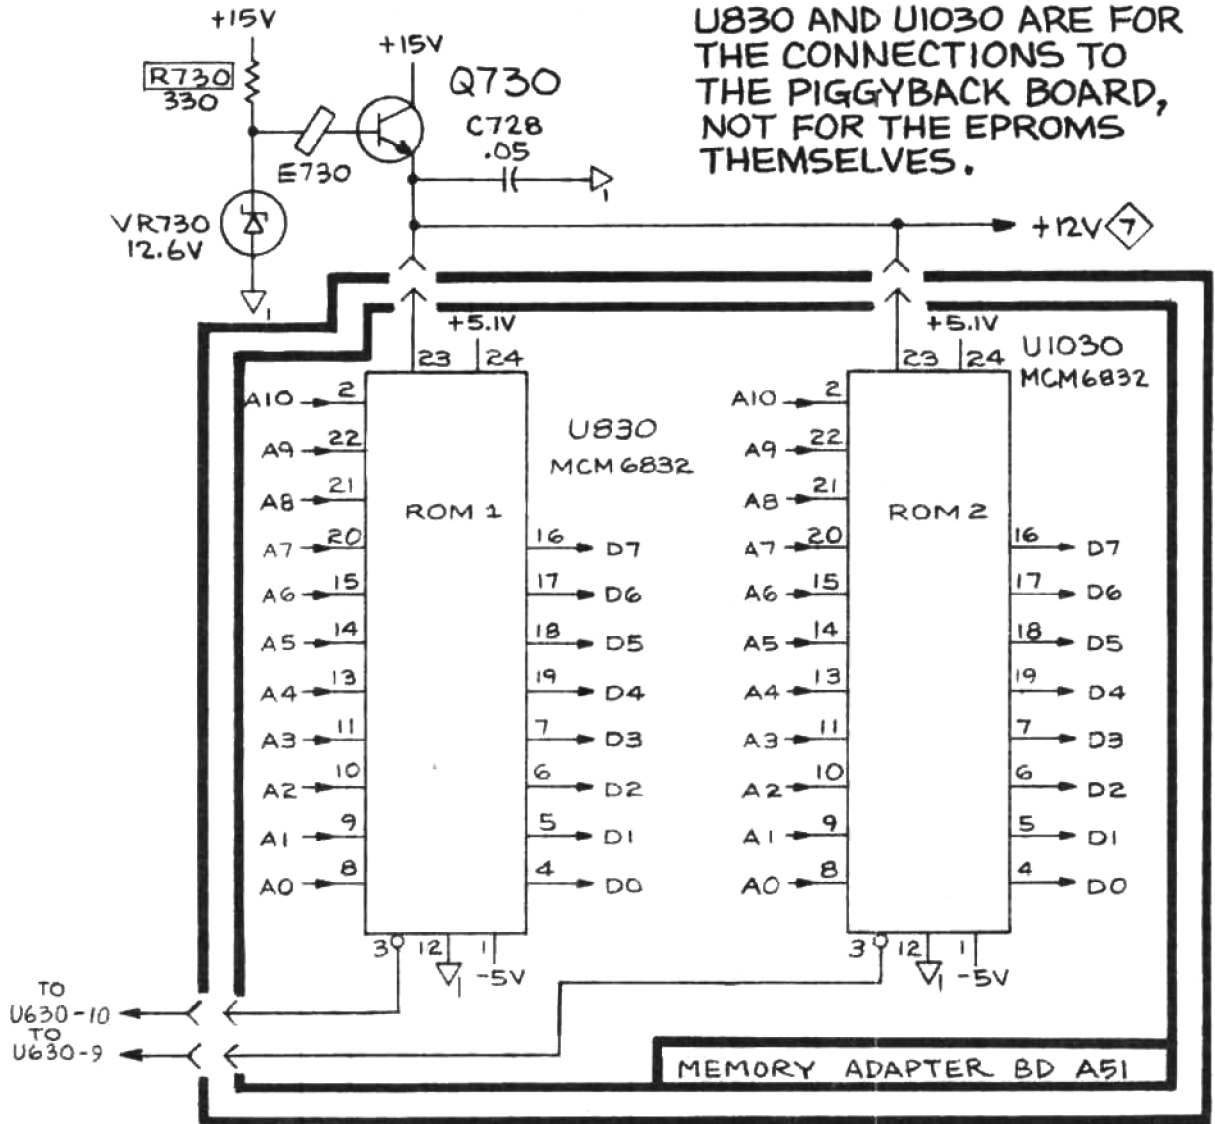 +15V
R730
330
+15V
Q730
C728
.05
E730
VR730
12.6V
1
1
U830 AND U1030 ARE FOR
THE CONNECTIONS TO
THE PIGGYBACK BOARD,
NOT FOR THE EPROMS
THEMSELVES.
+12V 7
+5.1V
23 24
A10 2
A9 22
A8 21
A7 20
A6 15
A5 14
A4 13
A3 11
A2 10
A1 9
A0 8
ROM 1
U830
MCM6832
16 D7
17 D6
18 D5
19 D4
7 D3
6 D2
5 D1
4 D0
3 12 1
1 -5V
+5.1V
23 24
U1030
MCM6832
A10 2
A9 22
A8 21
A7 20
A6 15
A5 14
A4 13
A3 11
A2 10
A1 9
A0 8
ROM 2
16 D7
17 D6
18 D5
19 D4
7 D3
6 D2
5 D1
4 D0
3 12 1
1 -5V
TO
U630-10
TO
U630-9
MEMORY ADAPTER BD A51